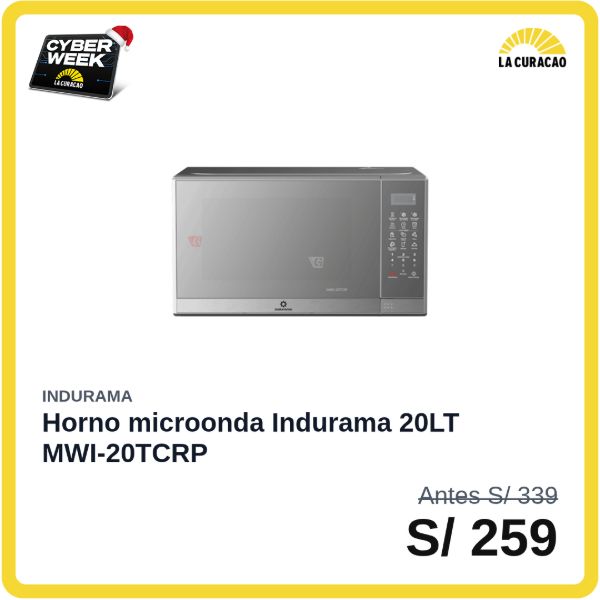 CYBER
WEEK
LA CURACAO
LA CURACAO
INDURAMA
Horno microonda Indurama 20LT
MWI-20TCRP
Antes S/ 339
S/ 259